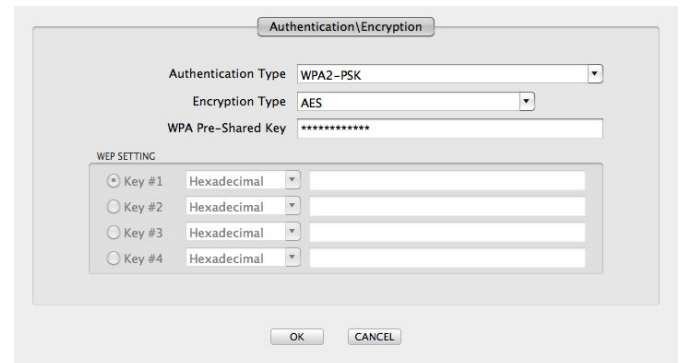 Authentication\Encryption
Authentication Type WPA2-PSK
Encryption Type AES
WPA Pre-Shared Key ************
WEP SETTING
Key #1 Hexadecimal
Key #2 Hexadecimal
Key #3 Hexadecimal
Key #4 Hexadecimal
OK CANCEL